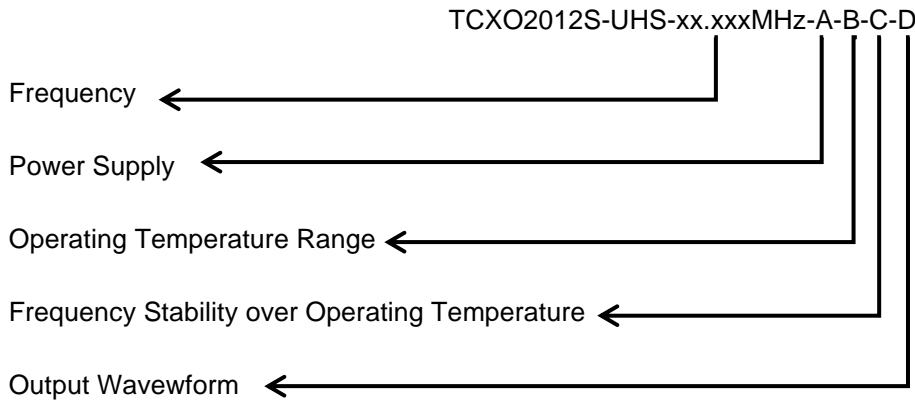 TCXO2012S-UHS-xx.xxxMHz-A-B-C-D
Frequency
Power Supply
Operating Temperature Range
Frequency Stability over Operating Temperature
Output Wavewform